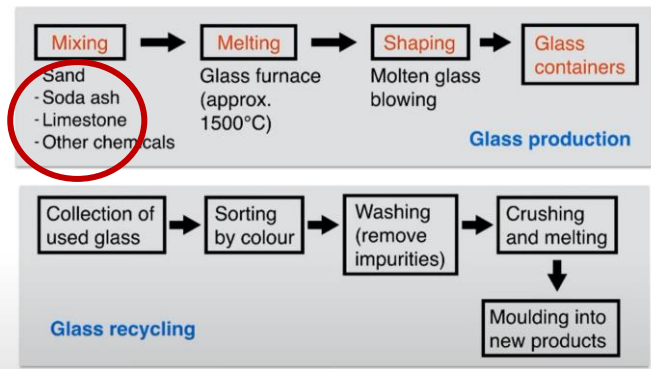 Mixing
Sand
- Soda ash
- Limestone
- Other chemicals
Melting
Glass furnace
(approx.
1500°C)
Shaping
Molten glass
blowing
Glass
containers
Glass production
Collection of
used glass
Sorting
by colour
Washing
(remove
impurities)
Crushing
and melting
Moulding into
new products
Glass recycling